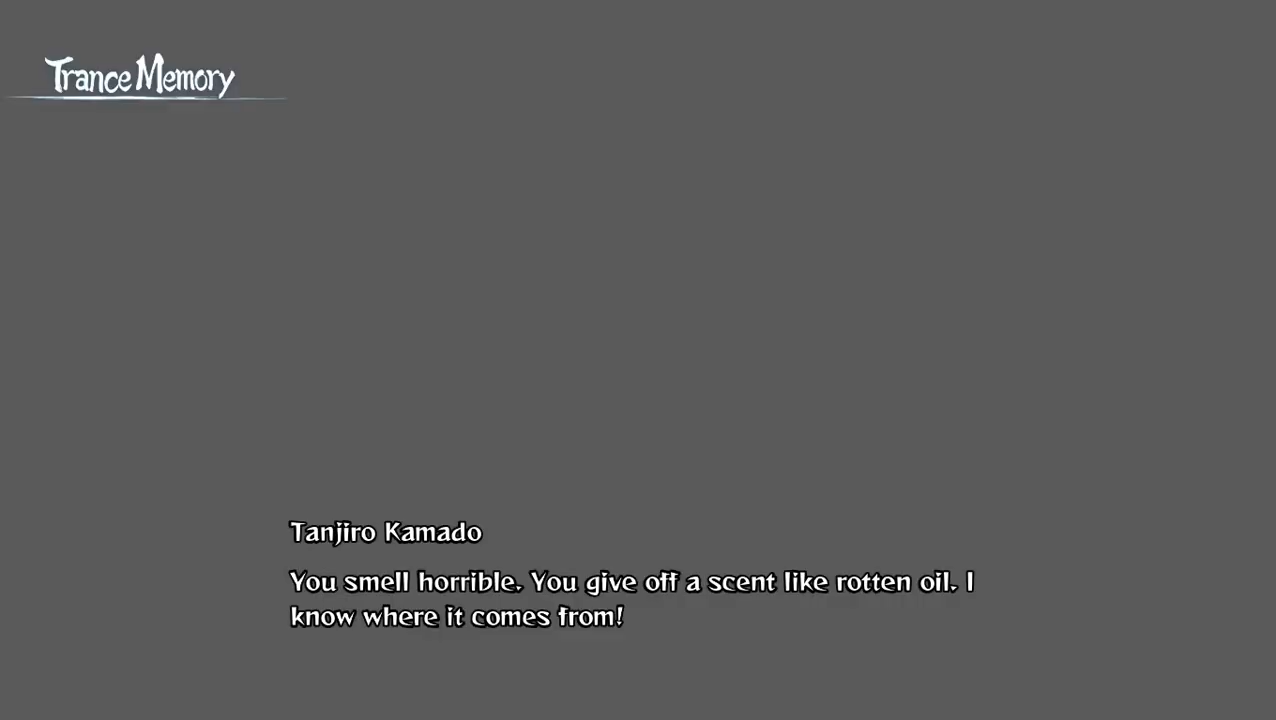 Trance Memory
Tanjiro Kamado
You smell horrible. You give off a scent like rotten oil. I
know where it comes from!